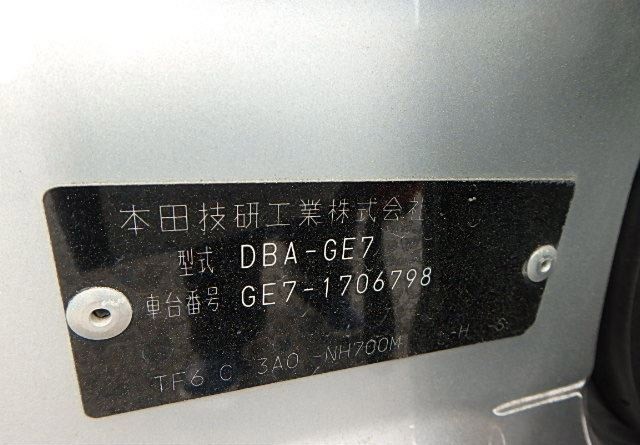 本田技研工業株式会社
型式 DBA-GE7
車台番号 GE7-1706798
TF6 C 3A0 -NH700M -H -S